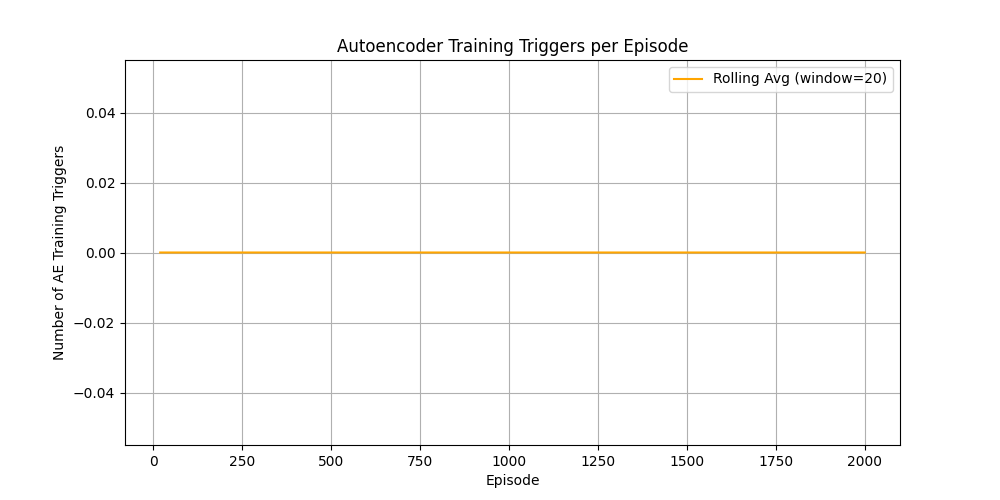 Autoencoder Training Triggers per Episode
Rolling Avg (window=20)
Number of AE Training Triggers
0.04
0.02
0.00
−0.02
−0.04
0 250 500 750 1000 1250 1500 1750 2000
Episode